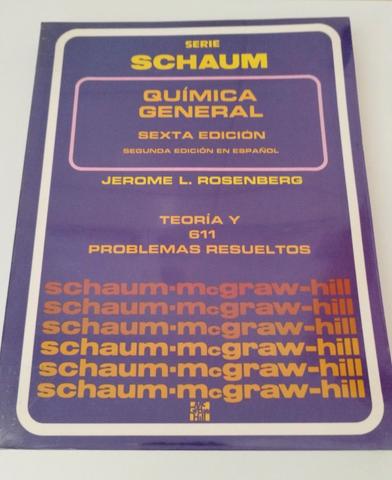 SERIE
SCHAUM
QUÍMICA
GENERAL
SEXTA EDICIÓN
SEGUNDA EDICIÓN EN ESPAÑOL
JEROME L. ROSENBERG
TEORÍA Y
611
PROBLEMAS RESUELTOS
schaum·mcgraw-hill
schaum·mcgraw-hill
schaum·mcgraw-hill
schaum·mcgraw-hill
schaum·mcgraw-hill
schaum·mcgraw-hill